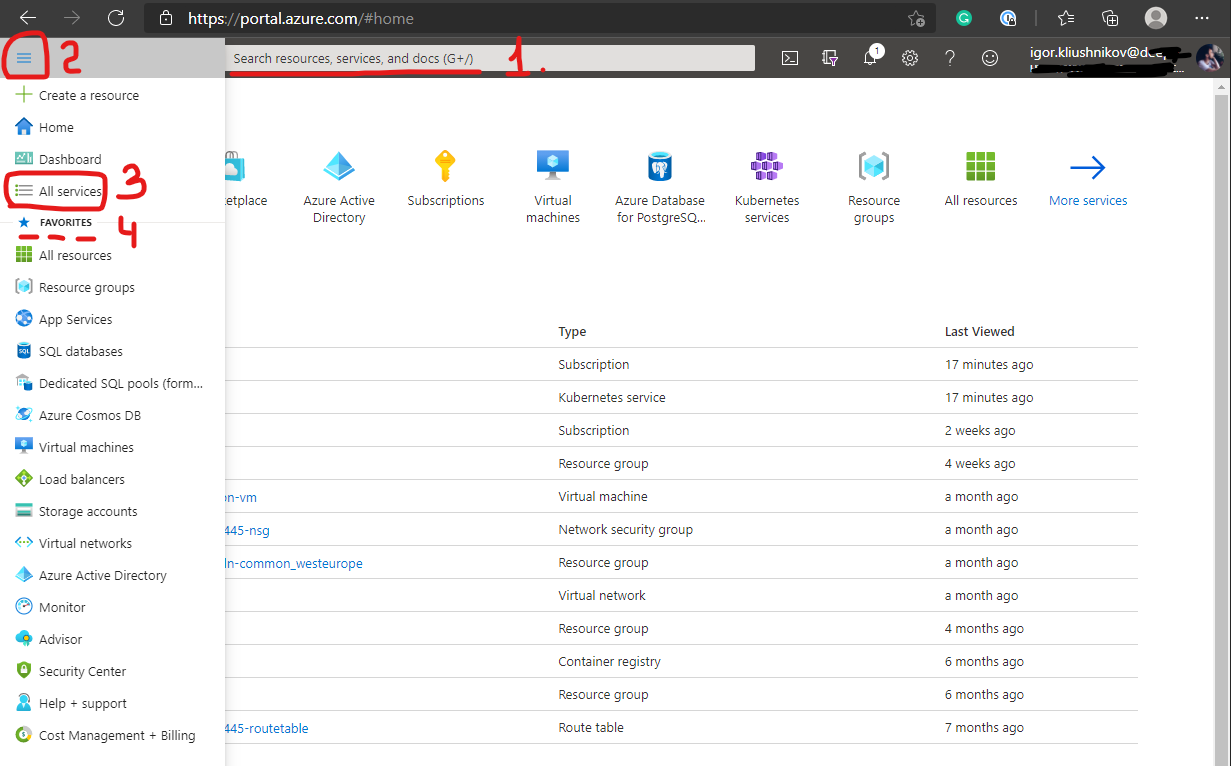 https://portal.azure.com/#home
2
Search resources, services, and docs (G+/)
1.
1
igor.kliushnikov@d
Create a resource
Home
Dashboard
All services
3
FAVORITES
4
All resources
Resource groups
App Services
SQL databases
Dedicated SQL pools (form...
Azure Cosmos DB
Virtual machines
Load balancers
Storage accounts
Virtual networks
Azure Active Directory
Monitor
Advisor
Security Center
Help + support
Cost Management + Billing
etplace
Azure Active
Directory
Subscriptions
Virtual
machines
Azure Database
for PostgreSQ...
Kubernetes
services
Resource
groups
All resources
More services
Type Last Viewed
Subscription 17 minutes ago
Kubernetes service 17 minutes ago
Subscription 2 weeks ago
Resource group 4 weeks ago
on-vm Virtual machine a month ago
445-nsg Network security group a month ago
ln-common_westeurope Resource group a month ago
Virtual network a month ago
Resource group 4 months ago
Container registry 6 months ago
Resource group 6 months ago
445-routetable Route table 7 months ago